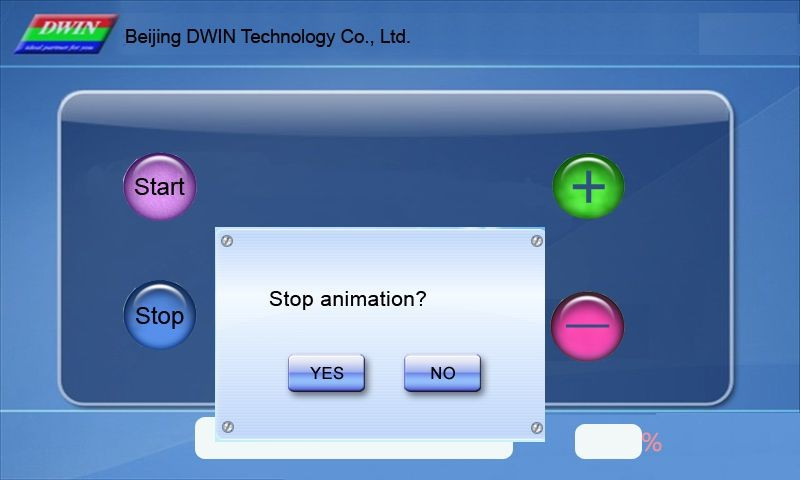 DWIN
ideal partner for you
Beijing DWIN Technology Co., Ltd.
Start
+
Stop animation?
Stop
—
YES
NO
%